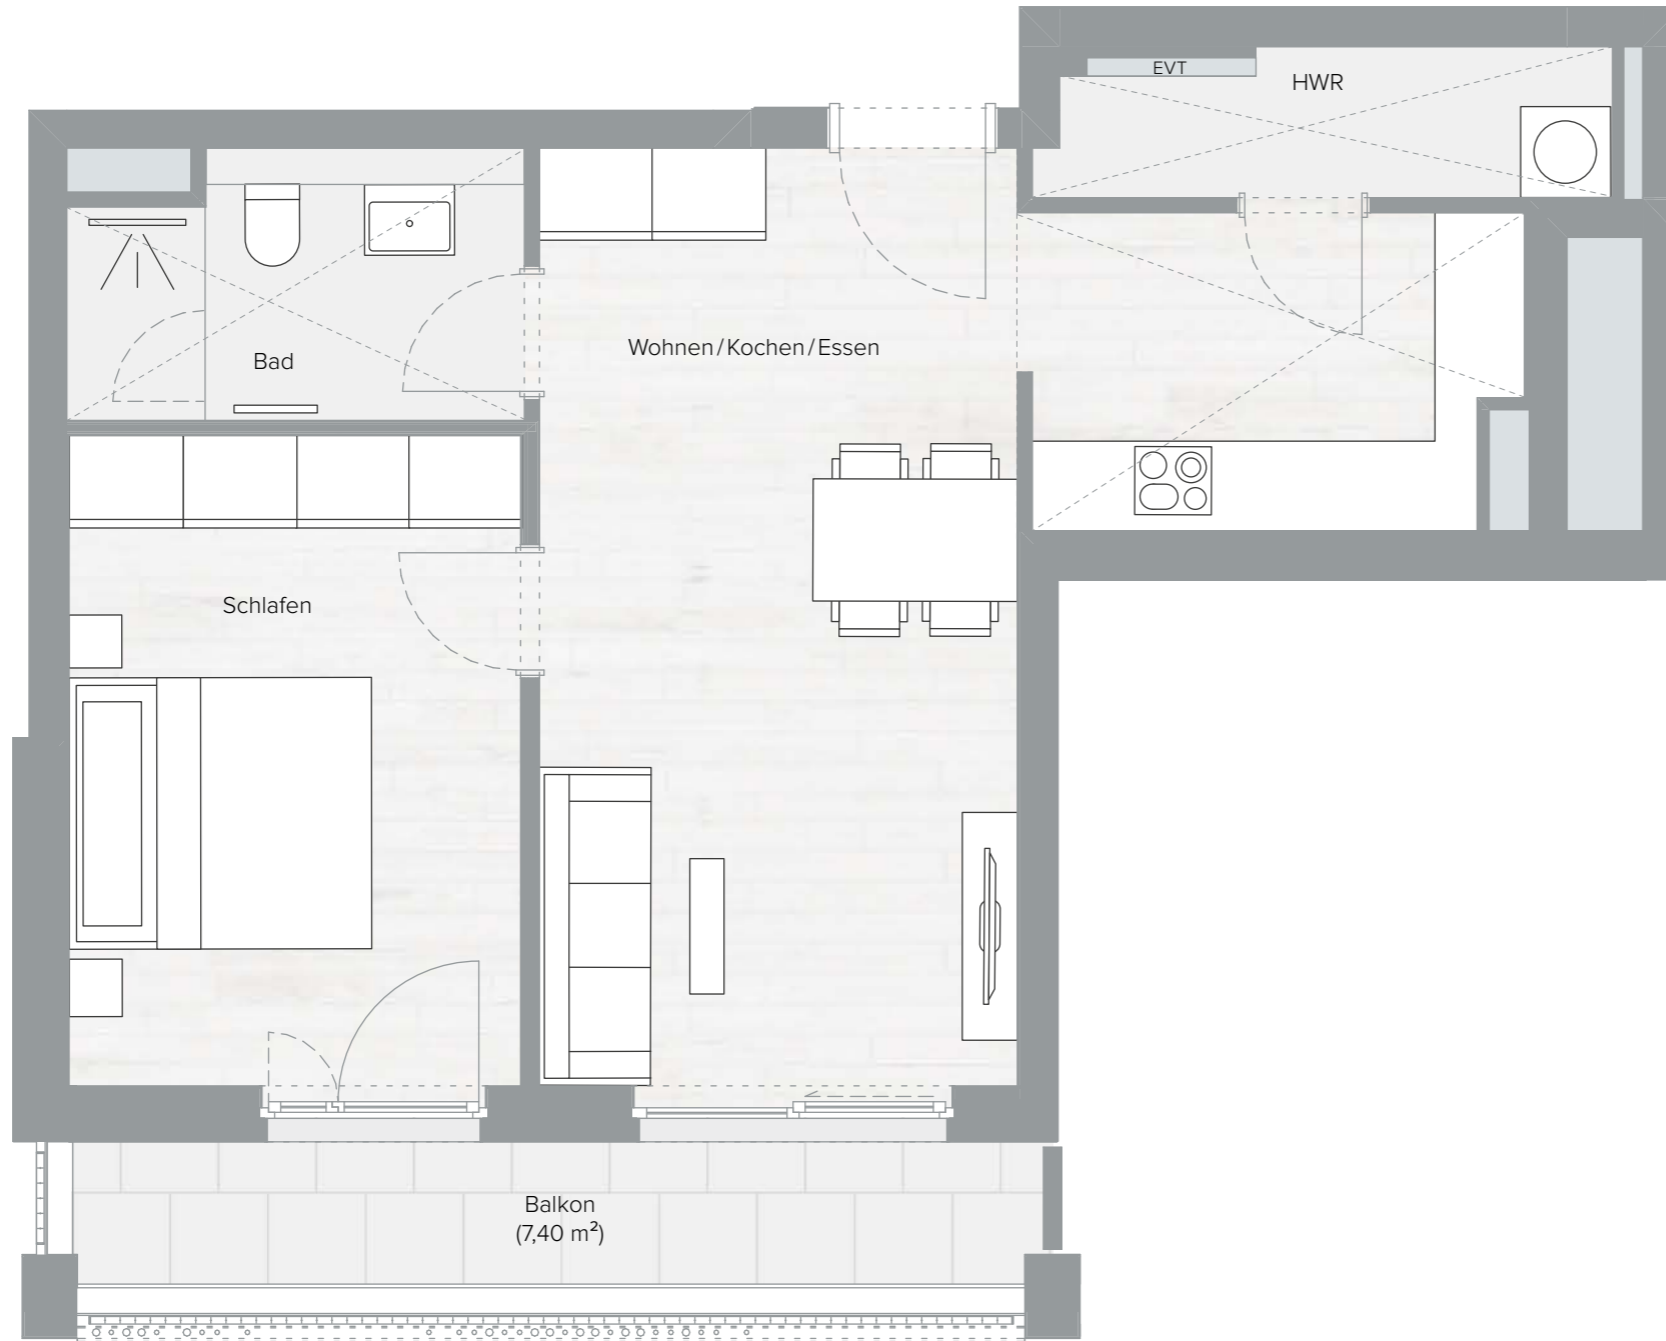 EVT
HWR
Wohnen/Kochen/Essen
Bad
Schlafen
Balkon
(7,40 m²)